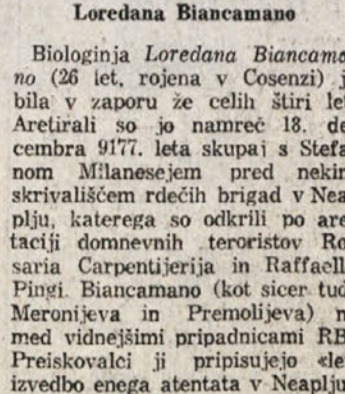 Loredana Biancamano
Biologinja Loredana Biancama
no (26 let, rojena v Cosenzi) j
bila v zaporu že celih štiri let
Aretirali so jo namreč 18. de
cembra 9177. leta skupaj s Stefa
nom Milanesejem pred nekin
skrivališčem rdečih brigad v Nea
plju, katerega so odkrili po are
taciji domnevnih teroristov Ro
saria Carpentijerija in Raffaell
Pingi. Biancamano (kot sicer tud
Meronijeva in Premolijeva) n
med vidnejšimi pripadnicami RB
Preiskovalci ji pripisujejo «le
izvedbo enega atentata v Neaplju